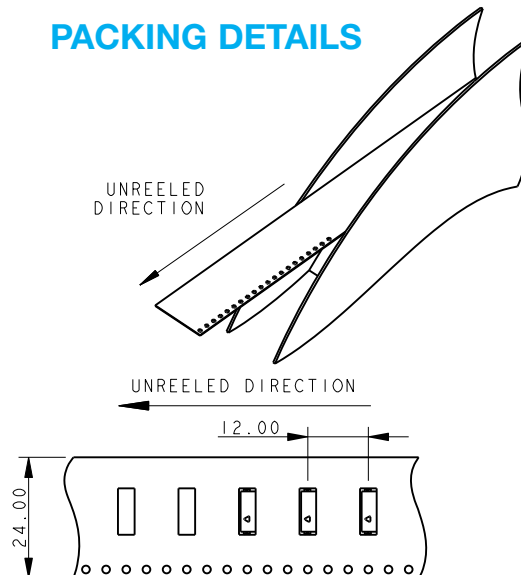 PACKING DETAILS
UNREELED
DIRECTION
UNREELED DIRECTION
12.00
24.00